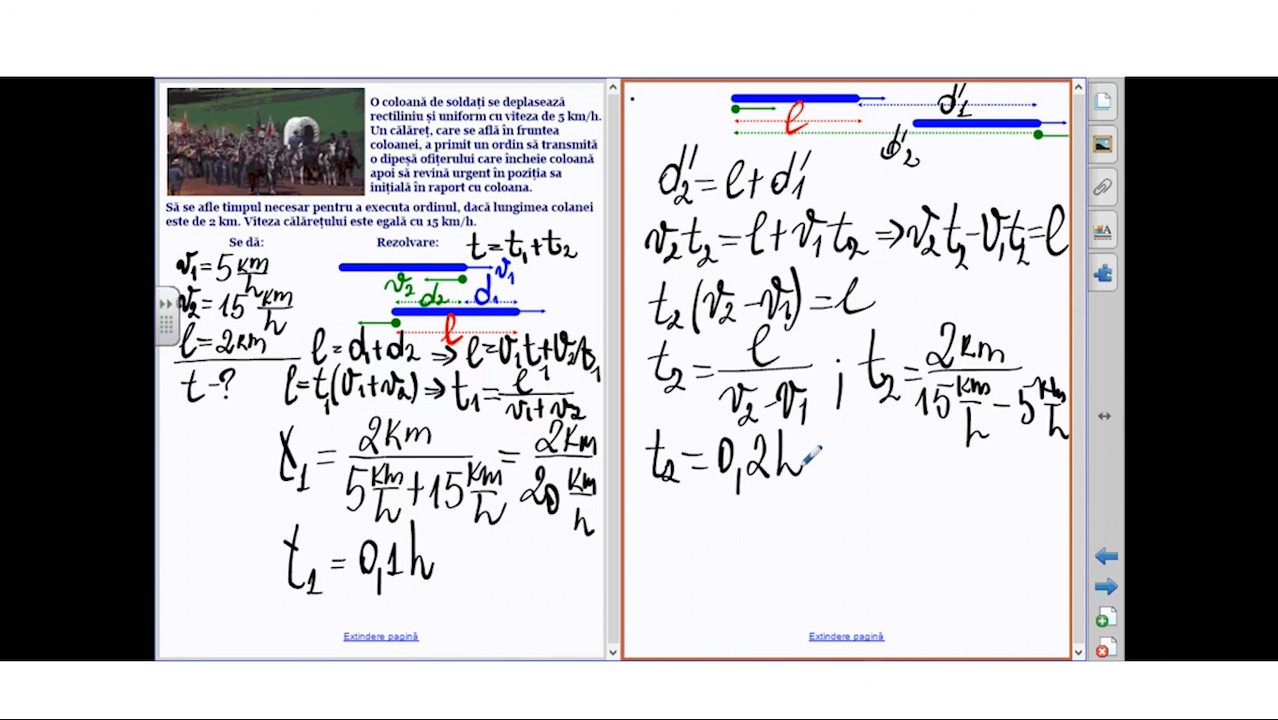 O coloană de soldați se deplasează
rectiliniu și uniform cu viteza de 5 km/h.
Un călăreț, care se află în fruntea
coloanei, a primit un ordin să transmită
o dipeșă ofițerului care încheie coloană
apoi să revină urgent în poziția sa
inițială în raport cu coloana.
Să se afle timpul necesar pentru a executa ordinul, dacă lungimea colanei
este de 2 km. Viteza călărețului este egală cu 15 km/h.
Se dă:
Rezolvare:
t=t₁+t₂
v₁=5 km/h
v₂=15 km/h
l=2km
t-?
v₂
v₁
d₂
d₁
l
l=d₁+d₂ ⇒ l=v₁t₁+v₂t₁
l=t₁(v₁+v₂) ⇒ t₁=l/(v₁+v₂)
t₁ = 2km/(5 km/h + 15 km/h) = 2km/(20 km/h)
t₁ = 0,1h
Extindere pagină
d'₁
l
d'₂
d'₂=l+d'₁
v₂t₂=l+v₁t₂ ⇒ v₂t₂-v₁t₂=l
t₂(v₂-v₁)=l
t₂=l/(v₂-v₁) ; t₂=2km/(15 km/h - 5 km/h)
t₂=0,2h
Extindere pagină